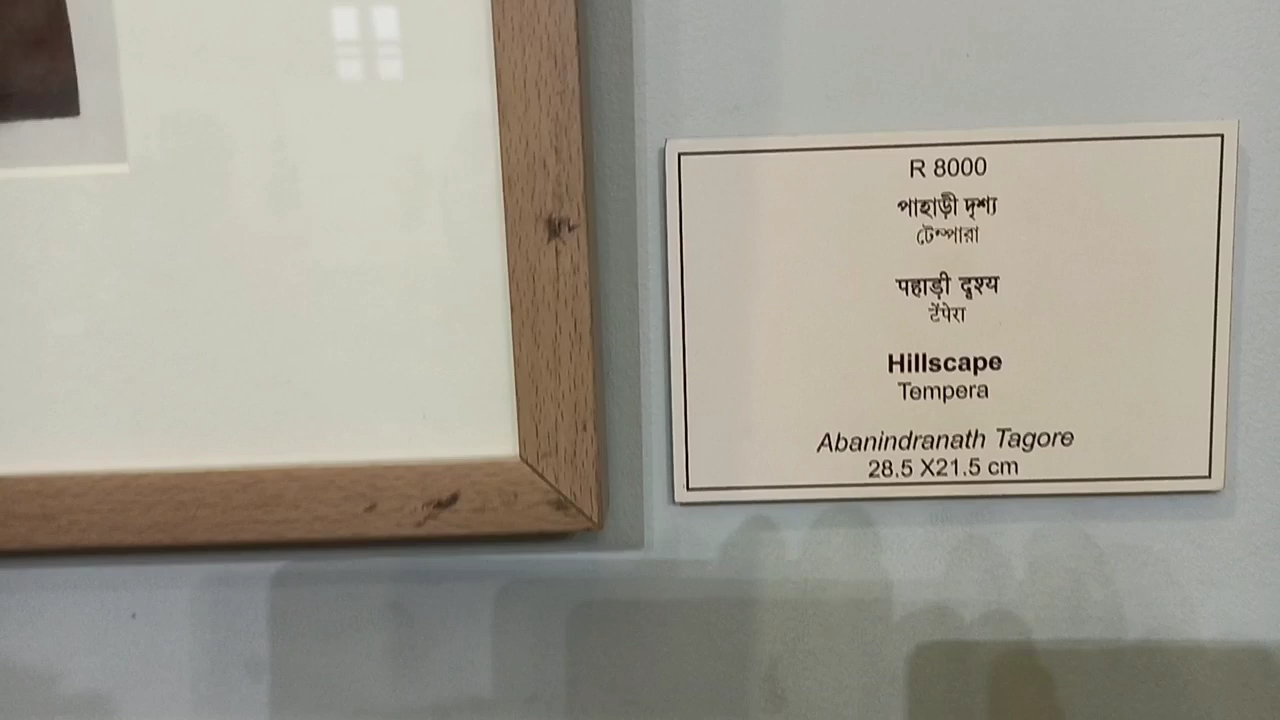 R 8000
পাহাড়ী দৃশ্য
টেম্পারা
पहाड़ी दृश्य
टेंपेरा
Hillscape
Tempera
Abanindranath Tagore
28.5 X21.5 cm